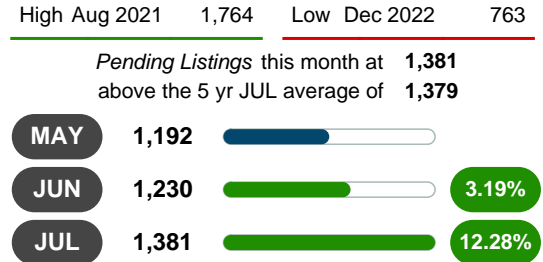 High Aug 2021 1,764 Low Dec 2022 763
Pending Listings this month at 1,381
above the 5 yr JUL average of 1,379
MAY 1,192
JUN 1,230 3.19%
JUL 1,381 12.28%